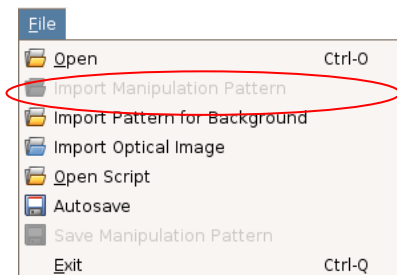 File
Open Ctrl-O
Import Manipulation Pattern
Import Pattern for Background
Import Optical Image
Open Script
Autosave
Save Manipulation Pattern
Exit Ctrl-Q